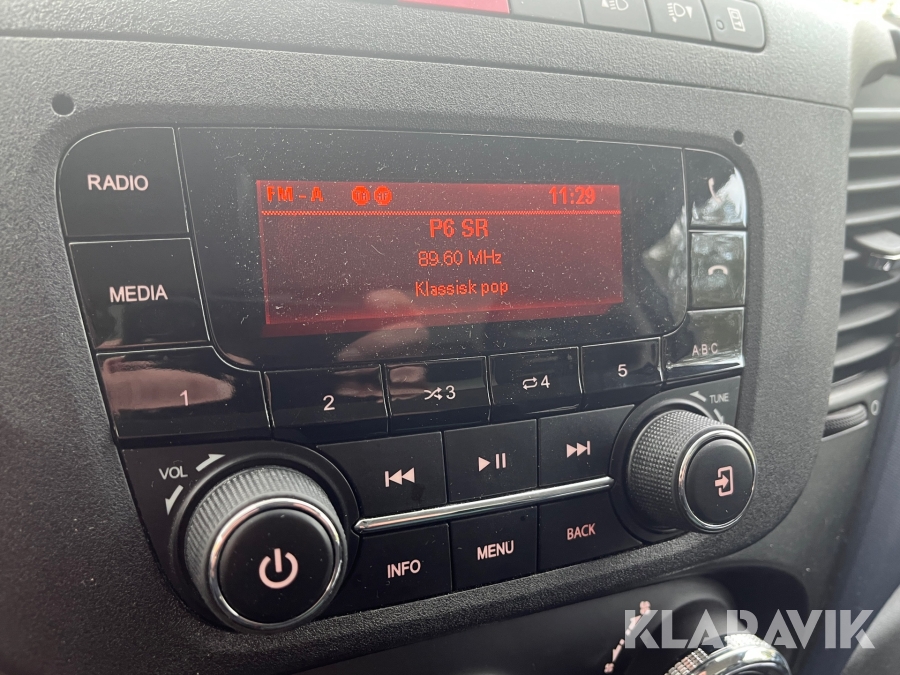 RADIO
FM-A 11:29
P6 SR
89.60 MHz
Klassisk pop
MEDIA
A·B·C
1 2 3 4 5
VOL
TUNE
INFO MENU BACK
KLARAVIK